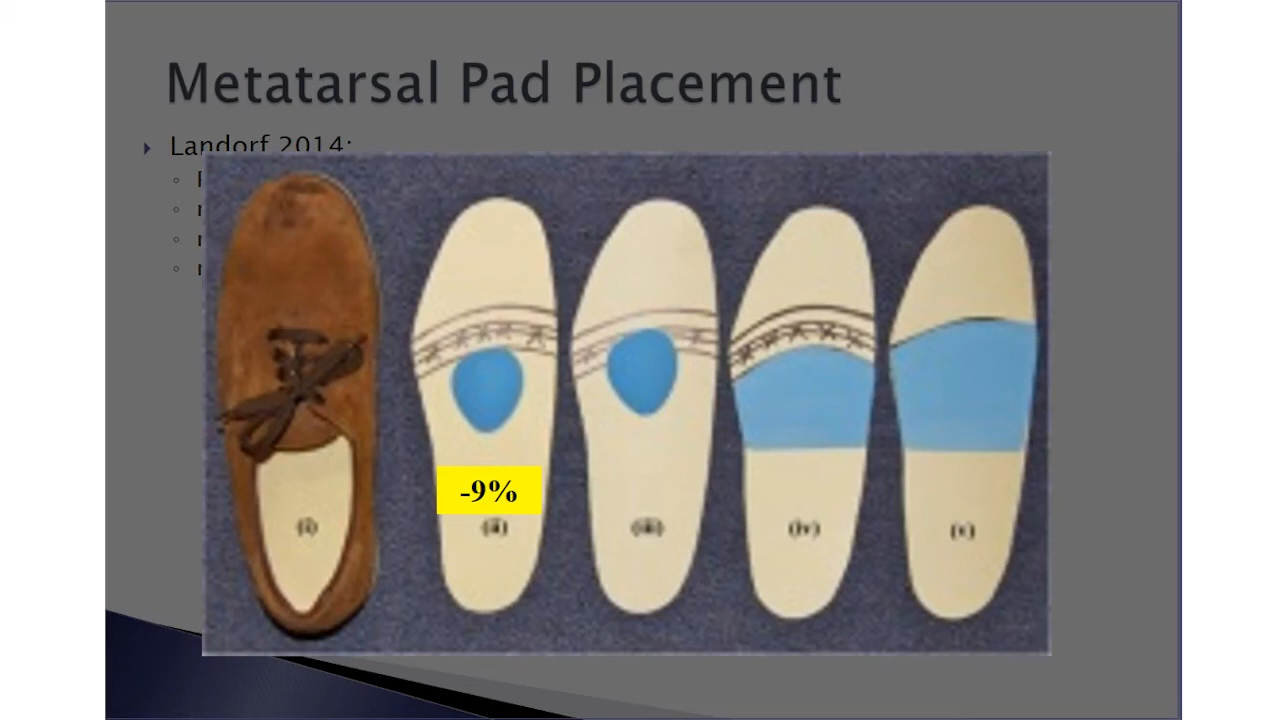 Metatarsal Pad Placement
Landorf 2014:
-9%
(i) (ii) (iii) (iv) (v)